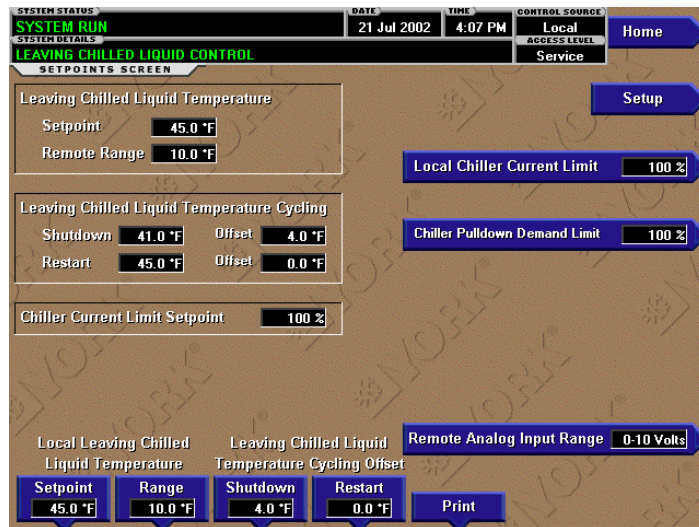 SYSTEM STATUS
SYSTEM RUN
DATE
21 Jul 2002
TIME
4:07 PM
CONTROL SOURCE
Local
Home
SYSTEM DETAILS
LEAVING CHILLED LIQUID CONTROL
ACCESS LEVEL
Service
SETPOINTS SCREEN
Setup
Leaving Chilled Liquid Temperature
Setpoint 45.0 °F
Remote Range 10.0 °F
Local Chiller Current Limit 100 %
Leaving Chilled Liquid Temperature Cycling
Shutdown 41.0 °F Offset 4.0 °F
Restart 45.0 °F Offset 0.0 °F
Chiller Pulldown Demand Limit 100 %
Chiller Current Limit Setpoint 100 %
Remote Analog Input Range 0-10 Volts
Local Leaving Chilled
Liquid Temperature
Leaving Chilled Liquid
Temperature Cycling Offset
Setpoint
45.0 °F
Range
10.0 °F
Shutdown
4.0 °F
Restart
0.0 °F
Print
YORK